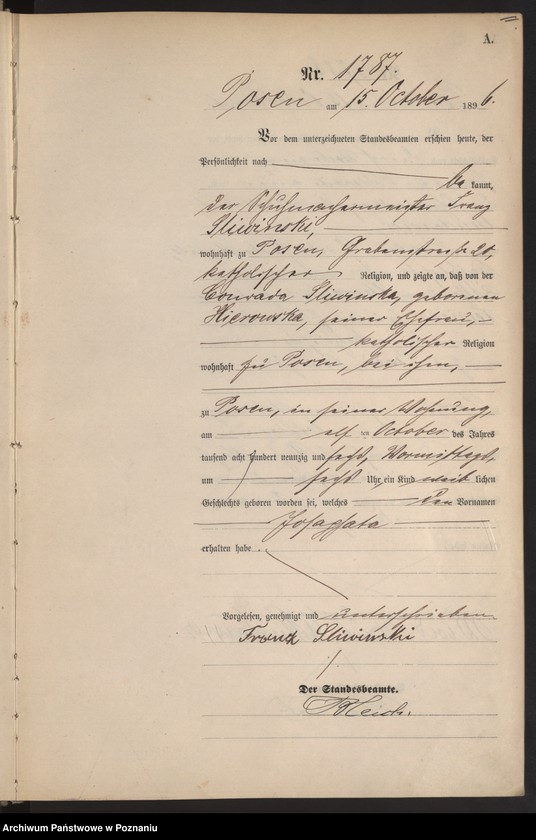 A.
Nr. 1787.
Posen am 15. October 1896.
Vor dem unterzeichneten Standesbeamten erschien heute, der
Persönlichkeit nach
be kannt,
der Schuhmachermeister Franz
Sliwinski,
wohnhaft zu Posen, Grabenstraße 20,
katholischer Religion, und zeigte an, daß von der
Conrada Sliwinska, geborenen
Hierowska, seiner Ehefrau,
katholischer Religion
wohnhaft zu Posen, bei ihm,
zu Posen, in seiner Wohnung,
am elf ten October des Jahres
tausend acht hundert neunzig und sechs, Vormittags,
um sechs Uhr, ein Kind weib lichen
Geschlechts geboren worden sei, welches den Vornamen
Josaphata
erhalten habe.
Vorgelesen, genehmigt und unterschrieben
Franz Sliwinski
Der Standesbeamte.
Archiwum Państwowe w Poznaniu